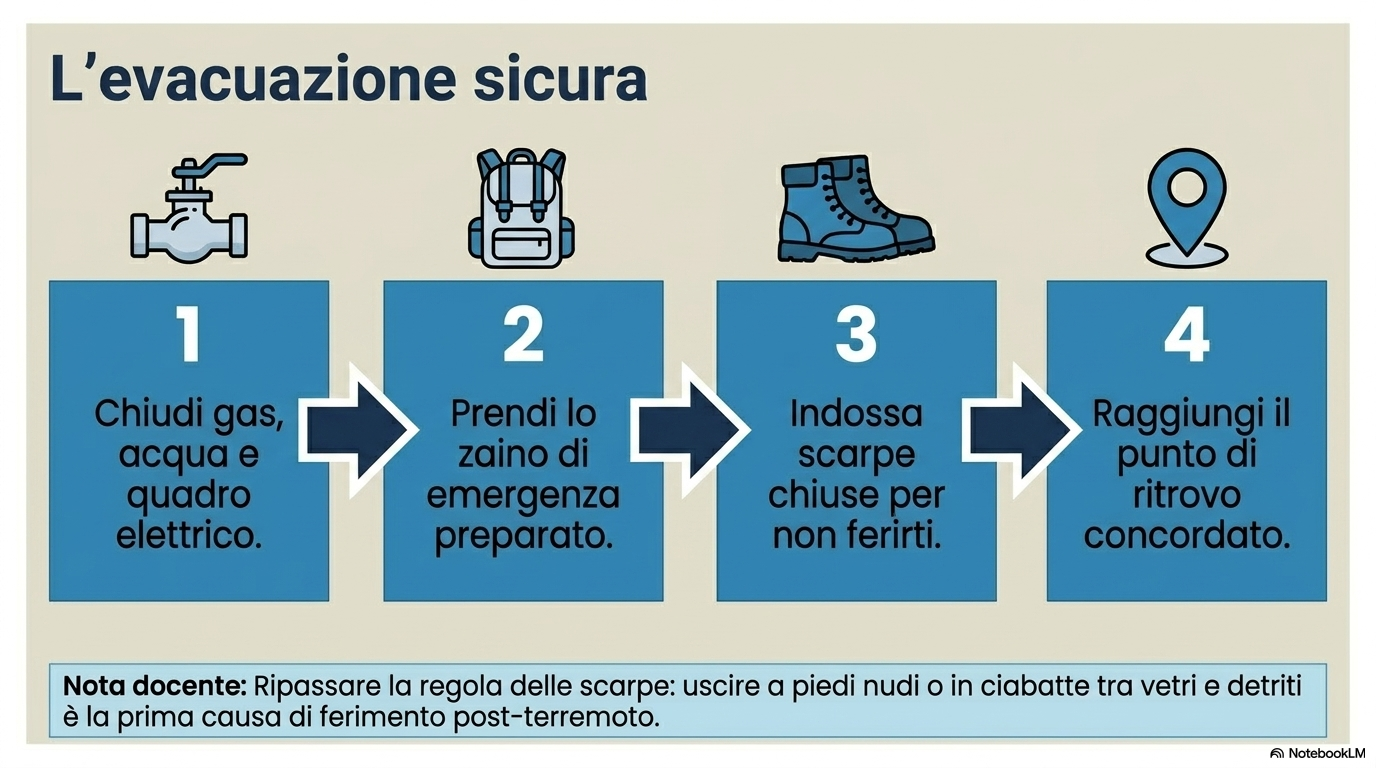 L’evacuazione sicura
1
Chiudi gas,
acqua e
quadro
elettrico.
2
Prendi lo
zaino di
emergenza
preparato.
3
Indossa
scarpe
chiuse per
non ferirti.
4
Raggiungi il
punto di
ritrovo
concordato.
Nota docente: Ripassare la regola delle scarpe: uscire a piedi nudi o in ciabatte tra vetri e detriti
è la prima causa di ferimento post-terremoto.
NotebookLM